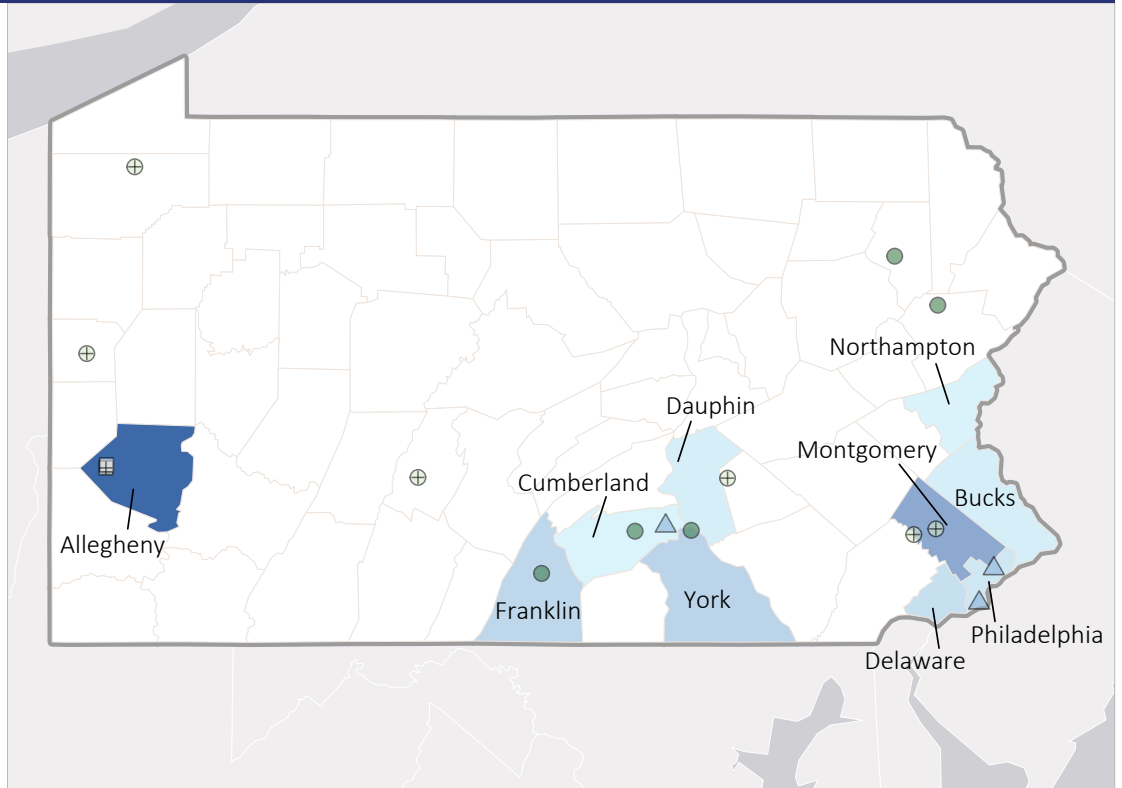 Northampton
Dauphin
Montgomery
Cumberland
Bucks
Allegheny
Franklin
York
Philadelphia
Delaware